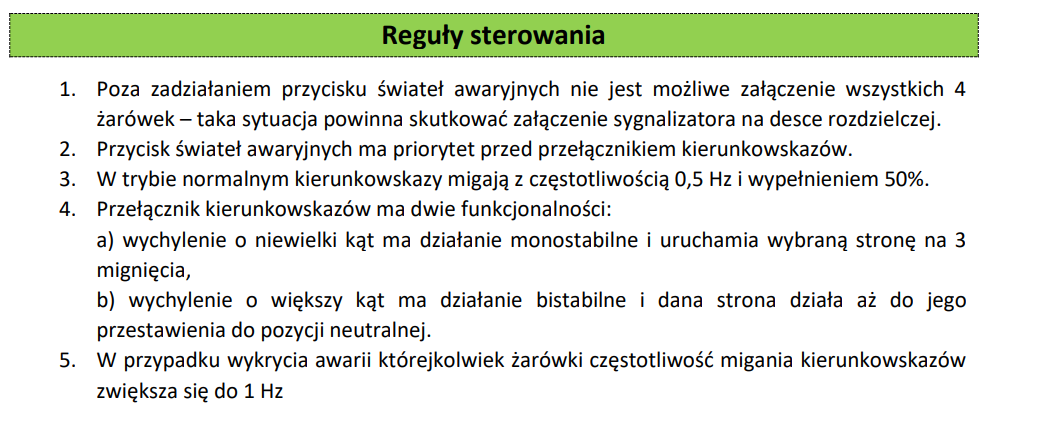 Reguły sterowania
1. Poza zadziałaniem przycisku świateł awaryjnych nie jest możliwe załączenie wszystkich 4
żarówek – taka sytuacja powinna skutkować załączenie sygnalizatora na desce rozdzielczej.
2. Przycisk świateł awaryjnych ma priorytet przed przełącznikiem kierunkowskazów.
3. W trybie normalnym kierunkowskazy migają z częstotliwością 0,5 Hz i wypełnieniem 50%.
4. Przełącznik kierunkowskazów ma dwie funkcjonalności:
a) wychylenie o niewielki kąt ma działanie monostabilne i uruchamia wybraną stronę na 3
mignięcia,
b) wychylenie o większy kąt ma działanie bistabilne i dana strona działa aż do jego
przestawienia do pozycji neutralnej.
5. W przypadku wykrycia awarii którejkolwiek żarówki częstotliwość migania kierunkowskazów
zwiększa się do 1 Hz